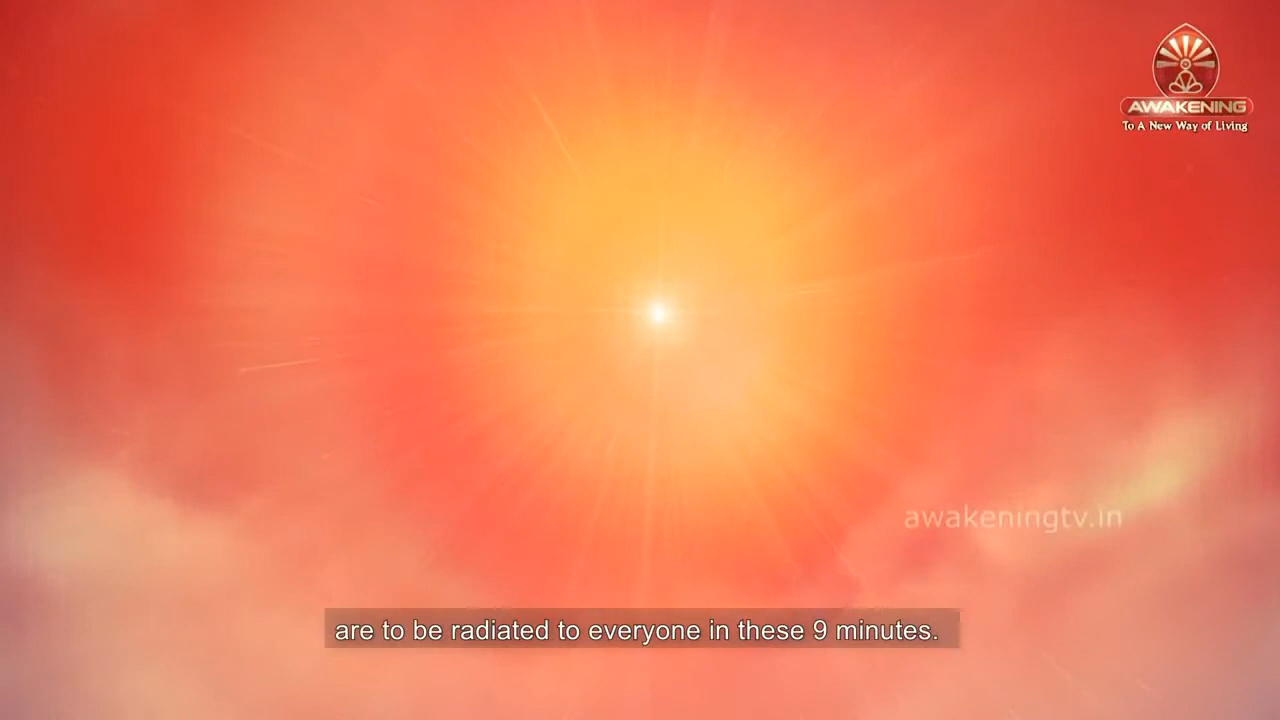 AWAKENING
To A New Way of Living
awakeningtv.in
are to be radiated to everyone in these 9 minutes.